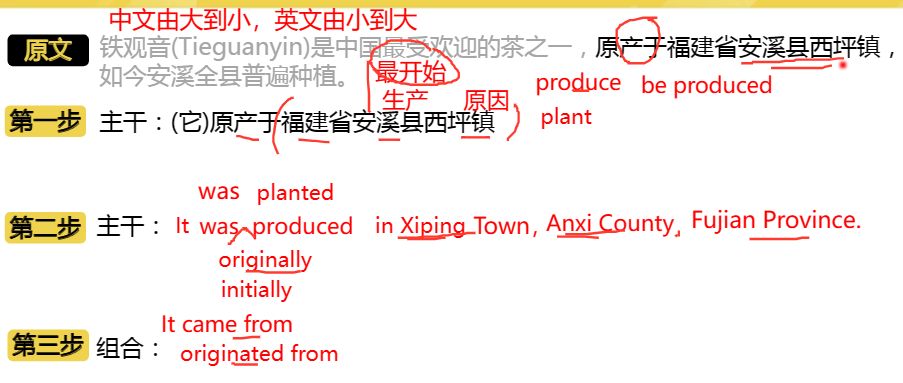 中文由大到小，英文由小到大
原文 铁观音(Tieguanyin)是中国最受欢迎的茶之一，原产于福建省安溪县西坪镇，
如今安溪全县普遍种植。 最开始 produce be produced
生产 原因 plant
第一步 主干：(它)原产于福建省安溪县西坪镇
was planted
第二步 主干： It was produced in Xiping Town, Anxi County, Fujian Province.
originally
initially
It came from
第三步 组合： originated from